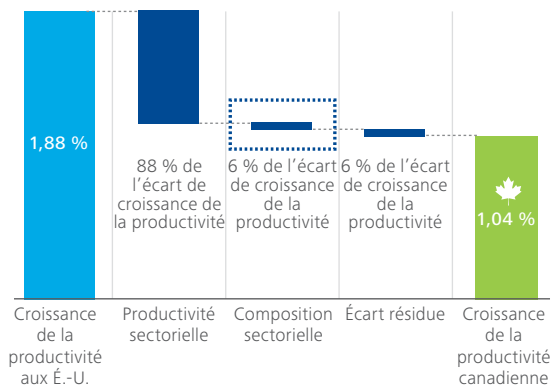 1,88 %
88 % de
l’écart de
croissance de
la productivité
6 % de l’écart
de croissance
de la
productivité
6 % de l’écart
de croissance
de la
productivité
1,04 %
Croissance
de la
productivité
aux É.-U.
Productivité
sectorielle
Composition
sectorielle
Écart résidue
Croissance
de la
productivité
canadienne